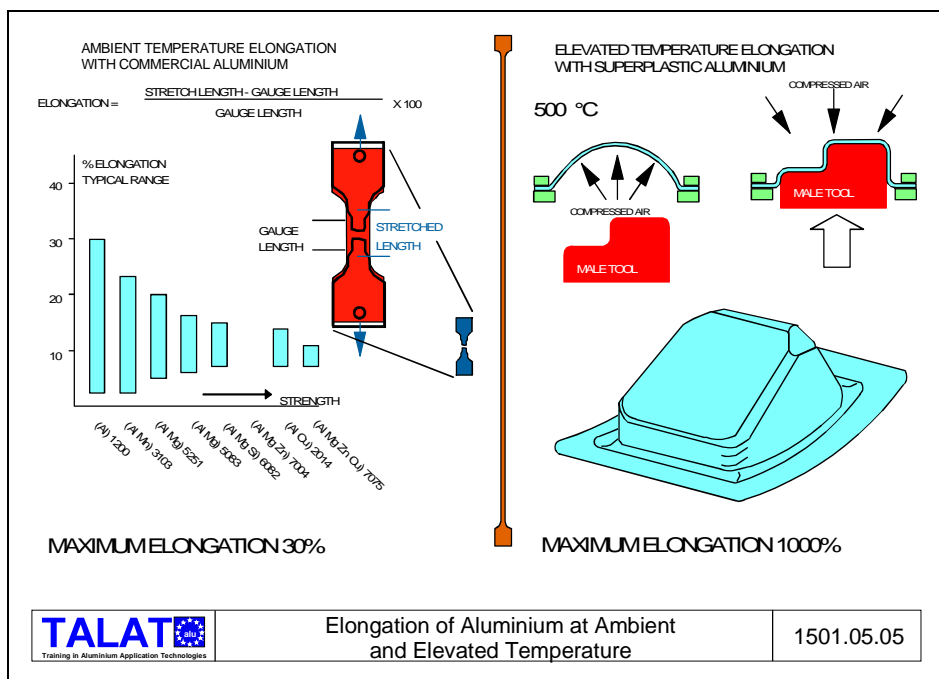 AMBIENT TEMPERATURE ELONGATION
WITH COMMERCIAL ALUMINIUM
ELONGATION =
STRETCH LENGTH - GAUGE LENGTH
GAUGE LENGTH
X 100
% ELONGATION
TYPICAL RANGE
40
30
20
10
GAUGE
LENGTH
STRETCHED
LENGTH
STRENGTH
(Al) 1200
(Al Mn) 3103
(Al Mg) 5251
(Al Mg) 5083
(Al Mg Si) 6082
(Al Mg Zn) 7004
(Al Cu) 2014
(Al Mg Zn Cu) 7075
MAXIMUM ELONGATION 30%
ELEVATED TEMPERATURE ELONGATION
WITH SUPERPLASTIC ALUMINIUM
500 °C
COMPRESSED AIR
MALE TOOL
COMPRESSED AIR
MALE TOOL
MAXIMUM ELONGATION 1000%
TALAT
alu
Training in Aluminium Application Technologies
Elongation of Aluminium at Ambient
and Elevated Temperature
1501.05.05